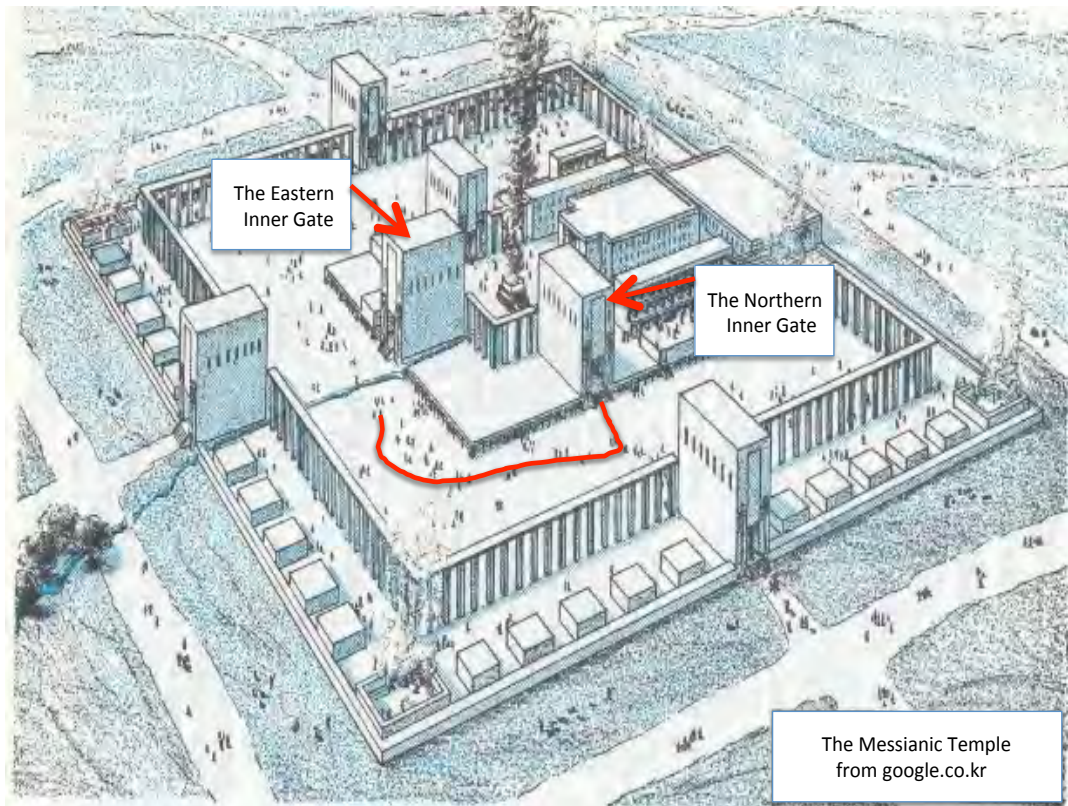 The Eastern
Inner Gate
The Northern
Inner Gate
The Messianic Temple
from google.co.kr